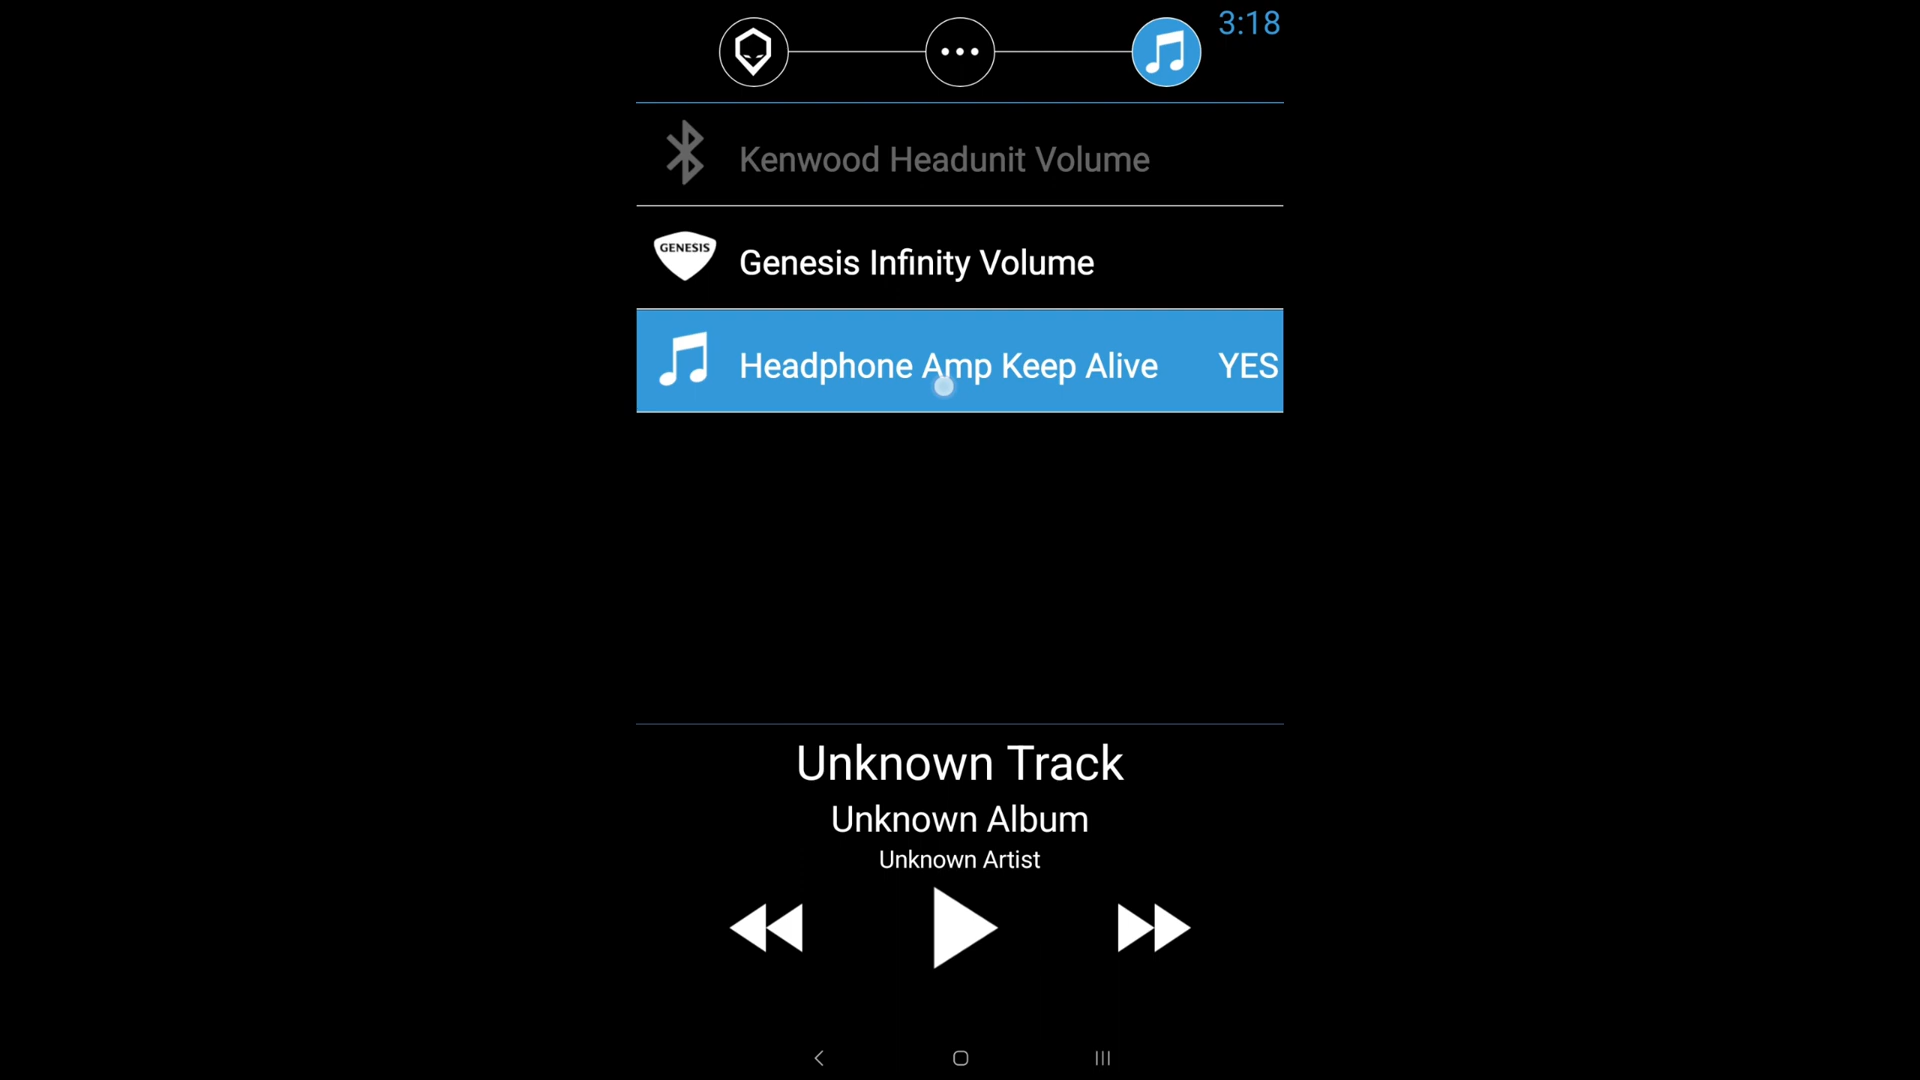 3:18
Kenwood Headunit Volume
GENESIS
Genesis Infinity Volume
Headphone Amp Keep Alive YES
Unknown Track
Unknown Album
Unknown Artist